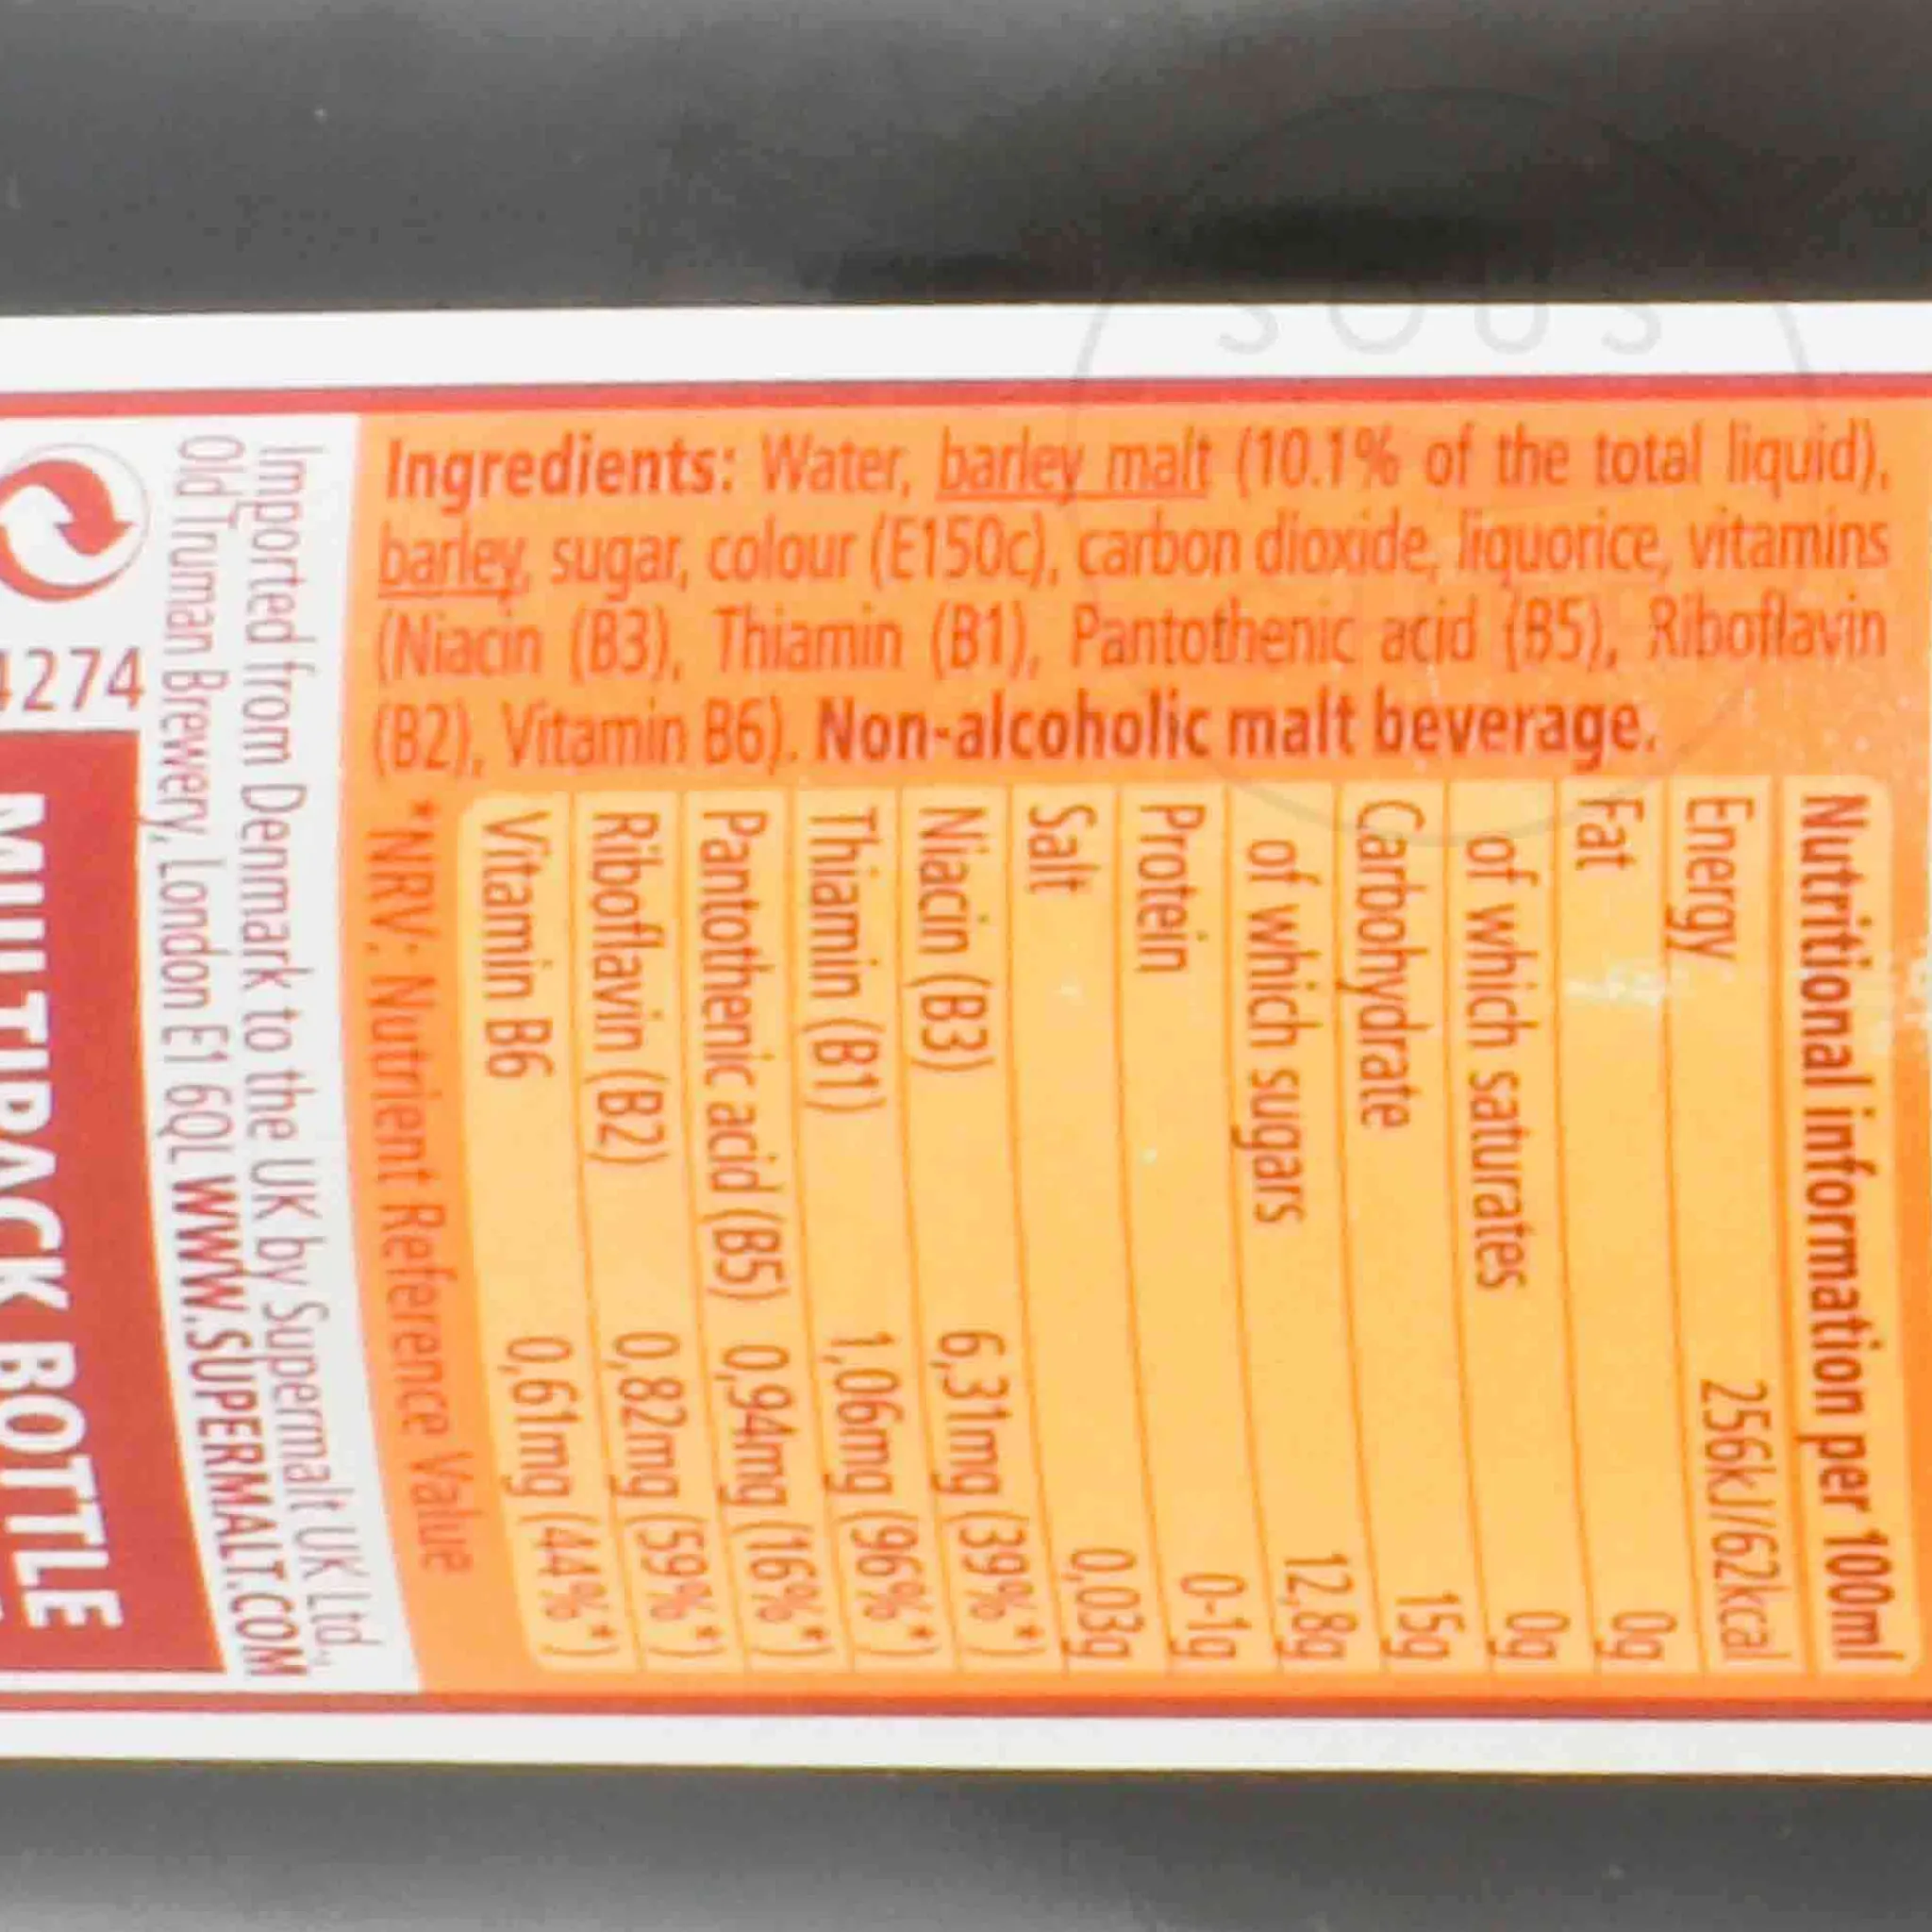 Ingredients: Water, barley malt (10.1% of the total liquid),
barley, sugar, colour (E150c), carbon dioxide, liquorice, vitamins
(Niacin (B3), Thiamin (B1), Pantothenic acid (B5), Riboflavin
(B2), Vitamin B6). Non-alcoholic malt beverage.
Nutritional information per 100ml
Energy 256kJ/62kcal
Fat 0g
of which saturates 0g
Carbohydrate 15g
of which sugars 12,8g
Protein 0-1g
Salt 0,03g
Niacin (B3) 6,31mg (39%*)
Thiamin (B1) 1,06mg (96%*)
Pantothenic acid (B5) 0,94mg (16%*)
Riboflavin (B2) 0,82mg (59%*)
Vitamin B6 0,61mg (44%*)
*NRV: Nutrient Reference Value
Imported from Denmark to the UK by Supermalt UK Ltd.,
Old Truman Brewery, London E1 6QL WWW.SUPERMALT.COM
4274
MULTIPACK BOTTLE